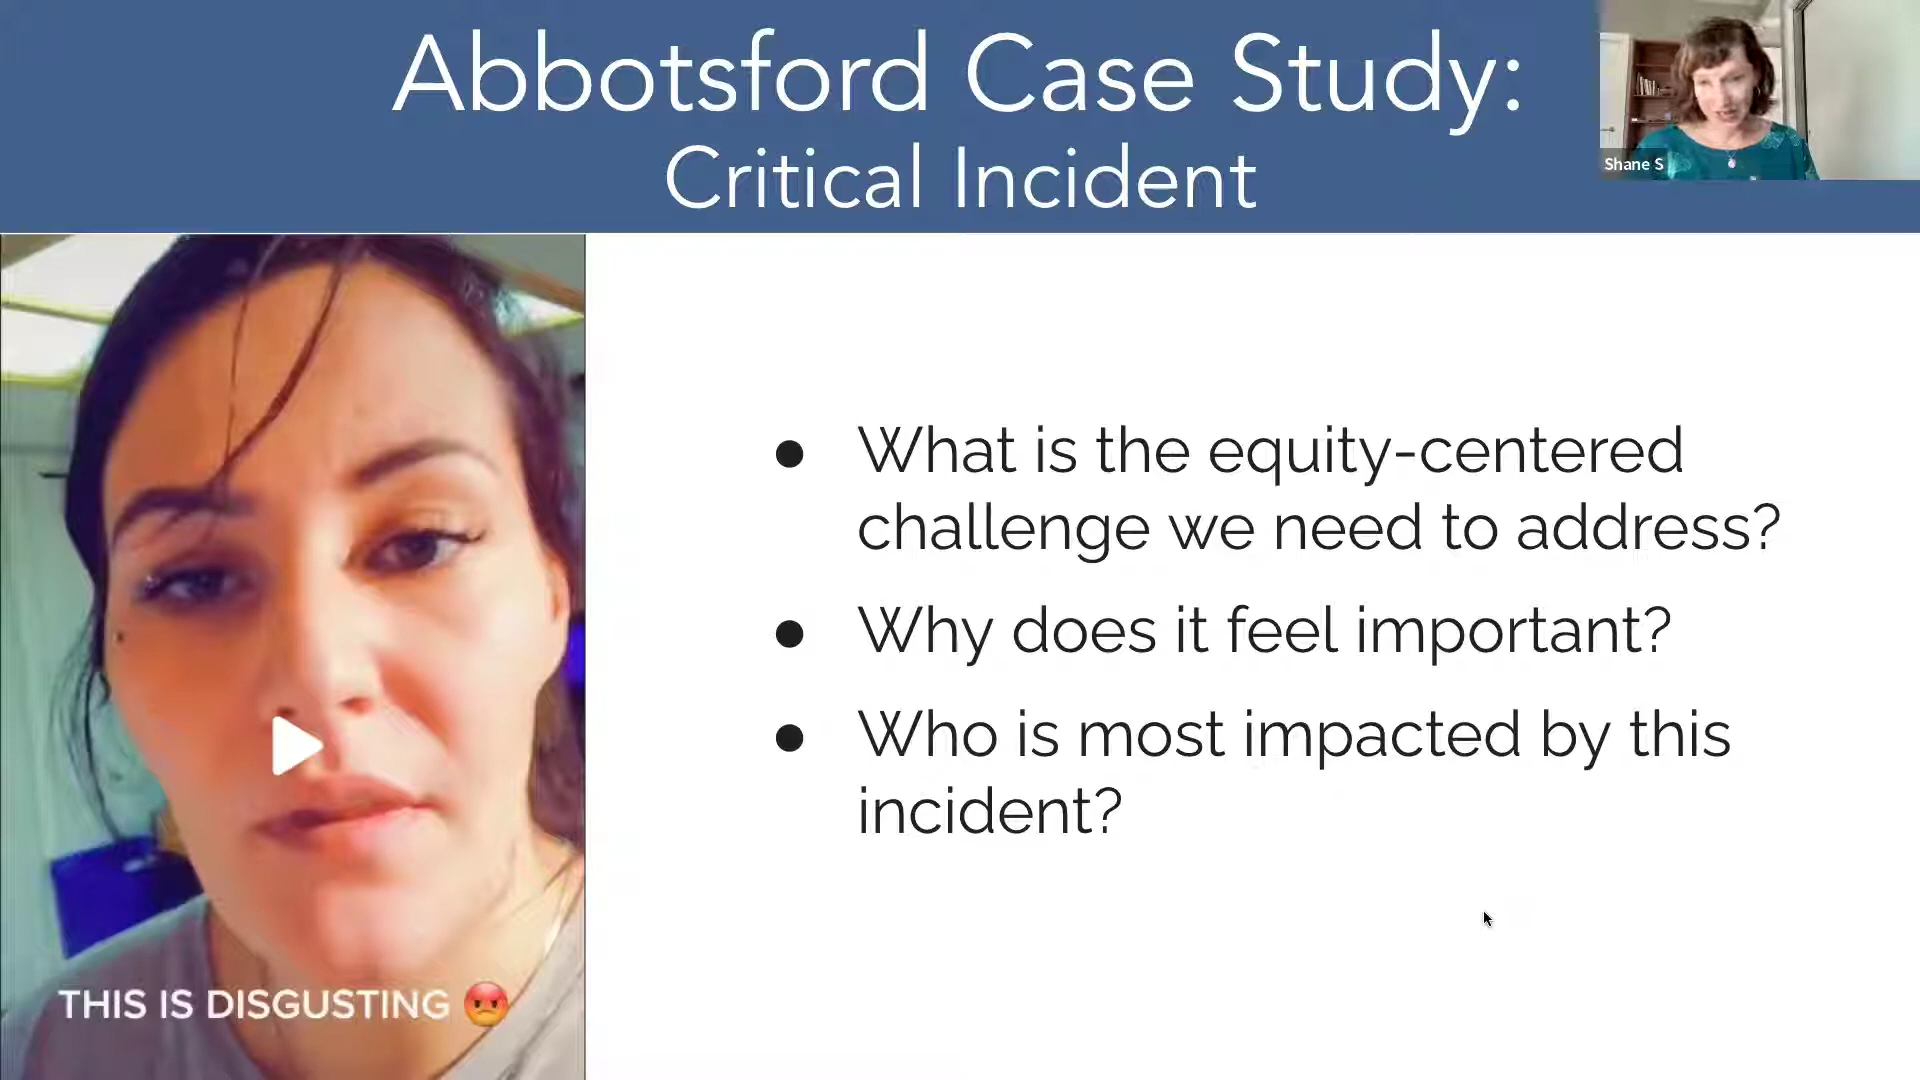 Abbotsford Case Study:
Critical Incident
Shane S
What is the equity-centered
challenge we need to address?
Why does it feel important?
Who is most impacted by this
incident?
THIS IS DISGUSTING 😡